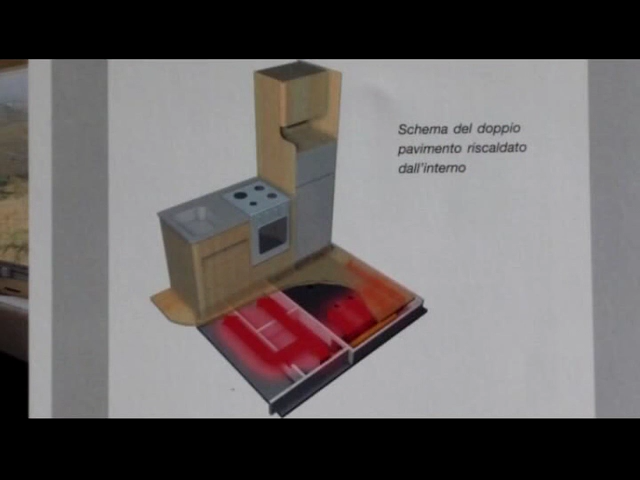 Schema del doppio
pavimento riscaldato
dall'interno